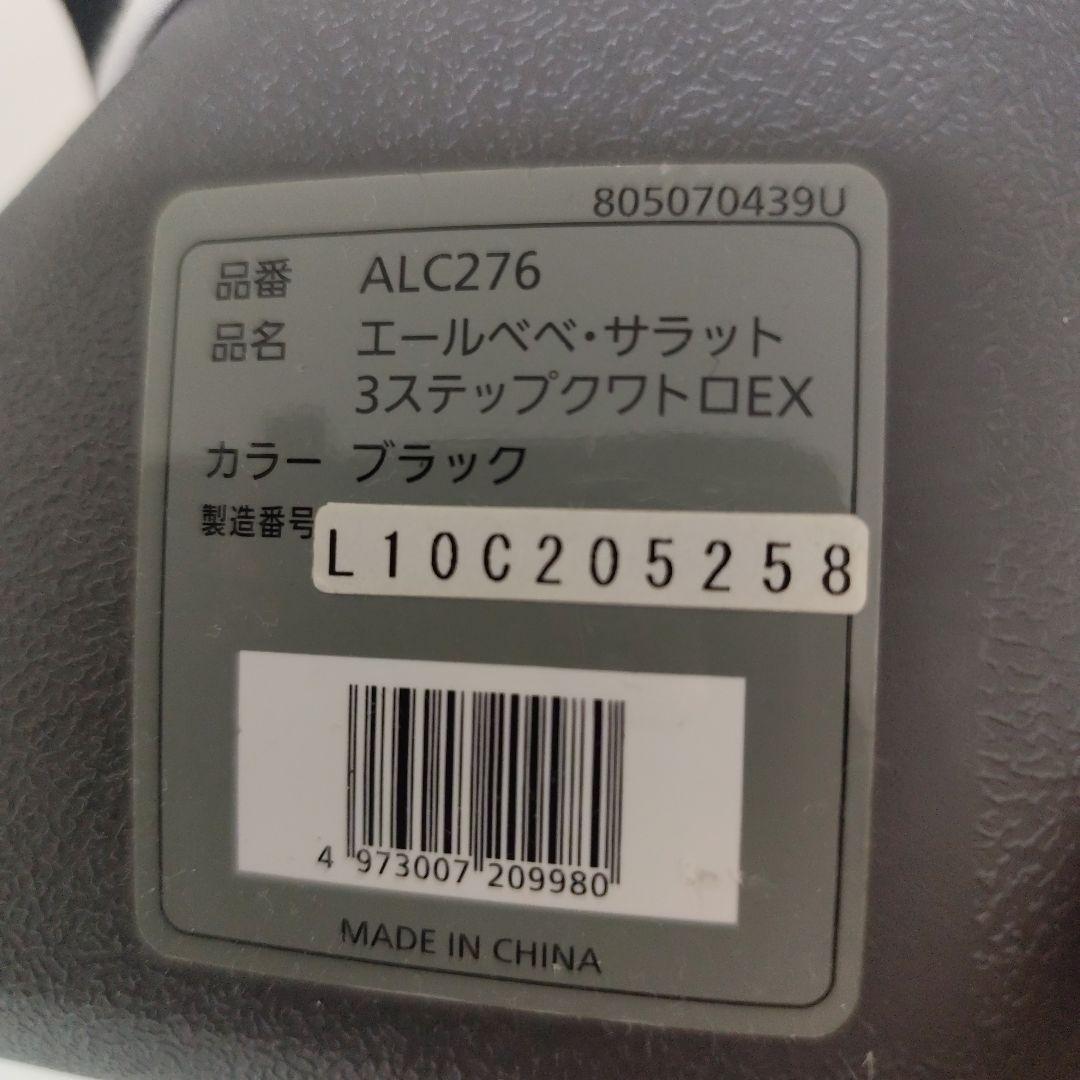 805070439U
品番 ALC276
品名 エールベベ・サラット
3ステップクワトロEX
カラー ブラック
製造番号 L10C205258
4 973007 209980
MADE IN CHINA